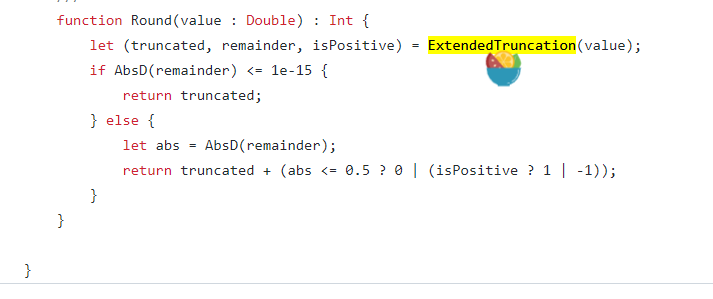 function Round(value : Double) : Int {
let (truncated, remainder, isPositive) = ExtendedTruncation(value);
if AbsD(remainder) <= 1e-15 {
return truncated;
} else {
let abs = AbsD(remainder);
return truncated + (abs <= 0.5 ? 0 | (isPositive ? 1 | -1));
}
}
}